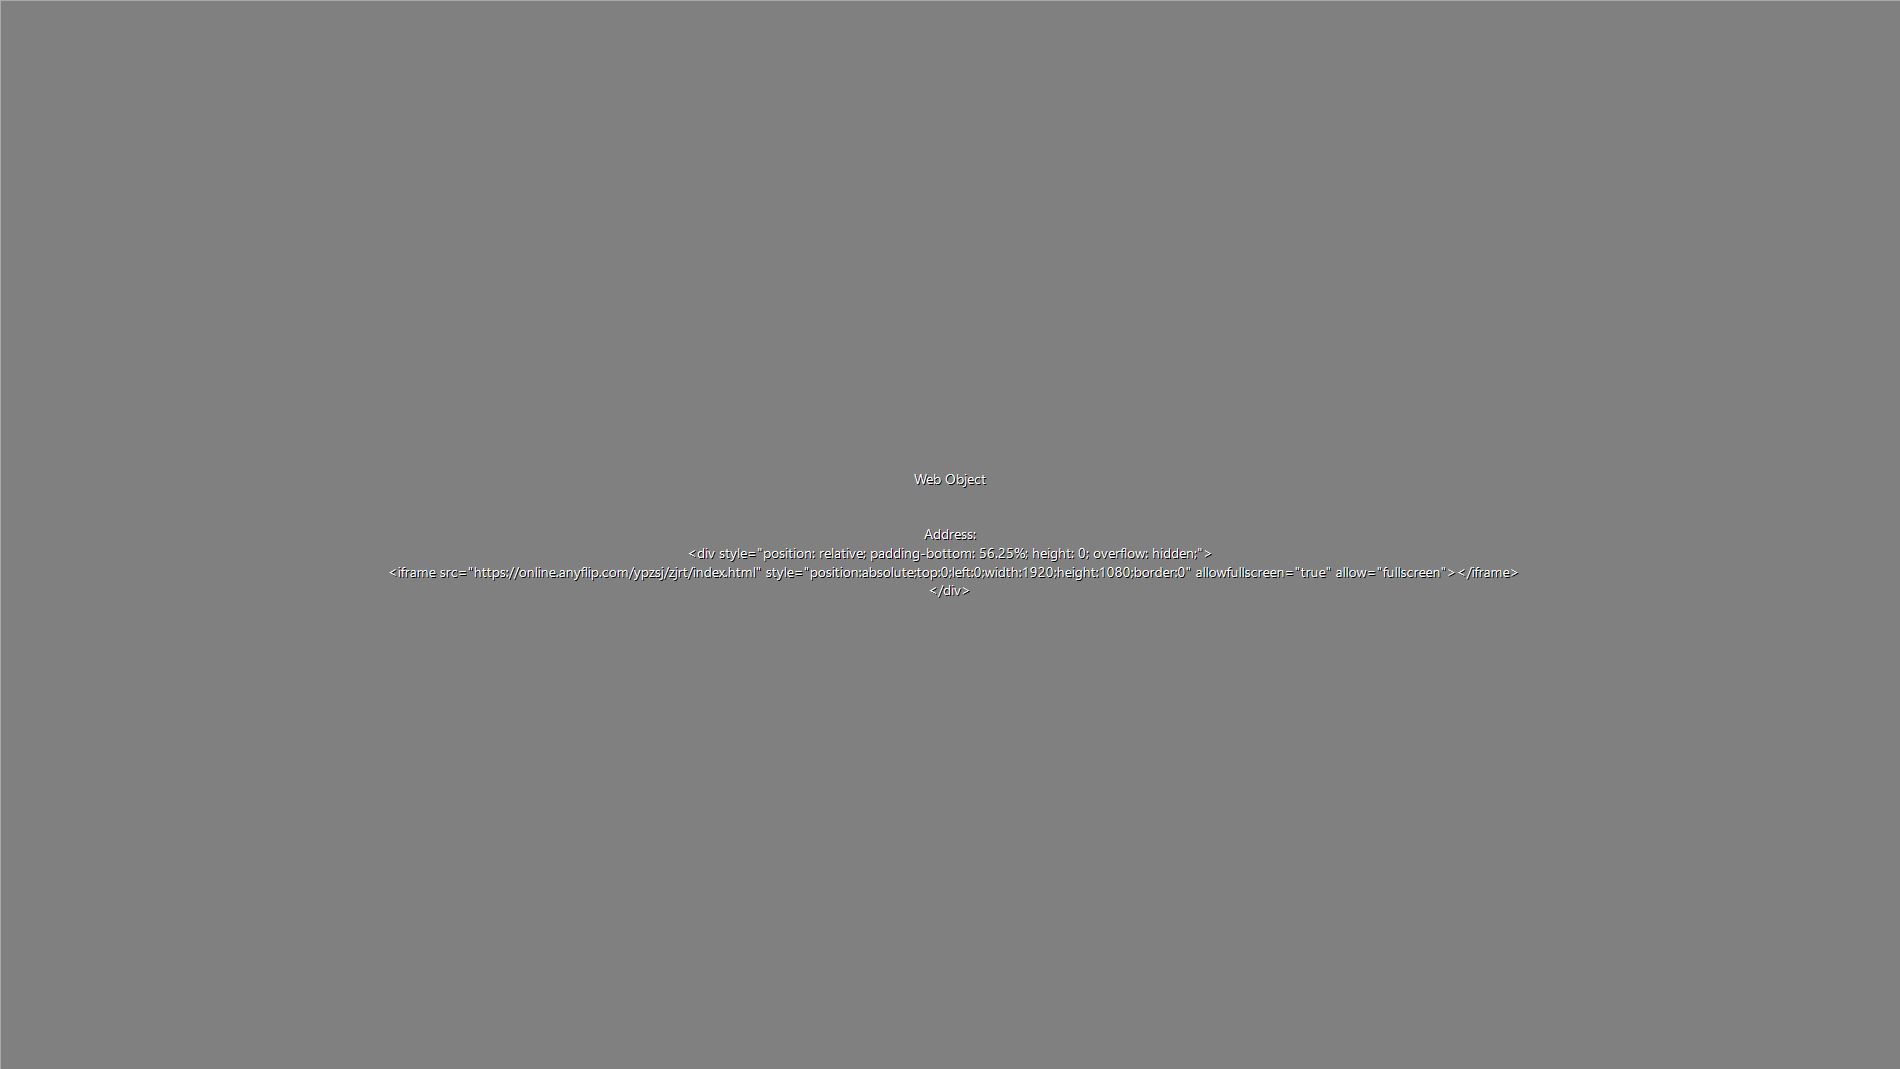 Web Object
Address:
<div style="position: relative; padding-bottom: 56.25%; height: 0; overflow: hidden;">
<iframe src="https://online.anyflip.com/ypzsj/zjrt/index.html" style="position:absolute;top:0;left:0;width:1920;height:1080;border:0" allowfullscreen="true" allow="fullscreen"></iframe>
</div>